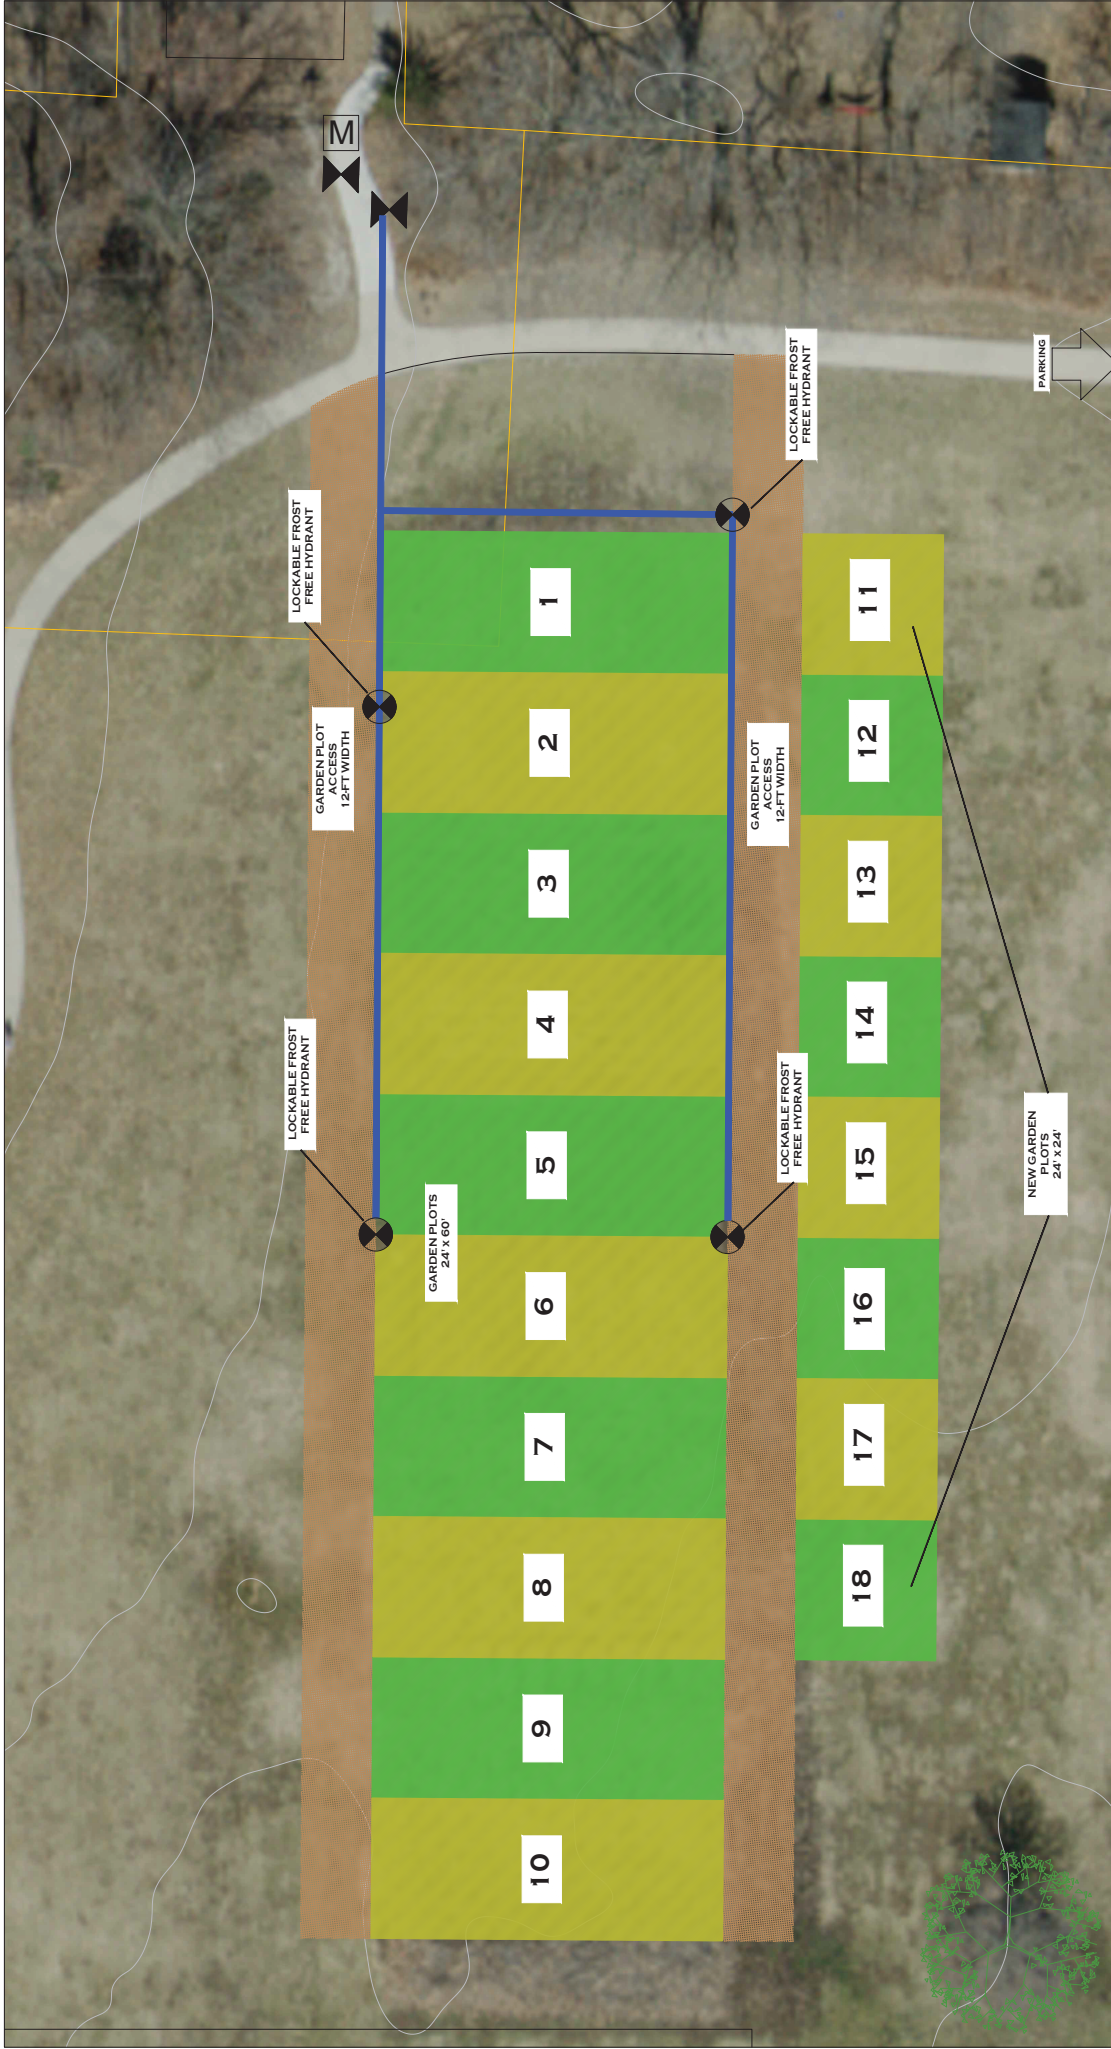 M
PARKING
LOCKABLE FROST
FREE HYDRANT
LOCKABLE FROST
FREE HYDRANT
GARDEN PLOT
ACCESS
12-FT WIDTH
GARDEN PLOT
ACCESS
12-FT WIDTH
1
2
3
4
5
6
7
8
9
10
11
12
13
14
15
16
17
18
LOCKABLE FROST
FREE HYDRANT
LOCKABLE FROST
FREE HYDRANT
GARDEN PLOTS
24' x 60'
NEW GARDEN
PLOTS
24' x 24'